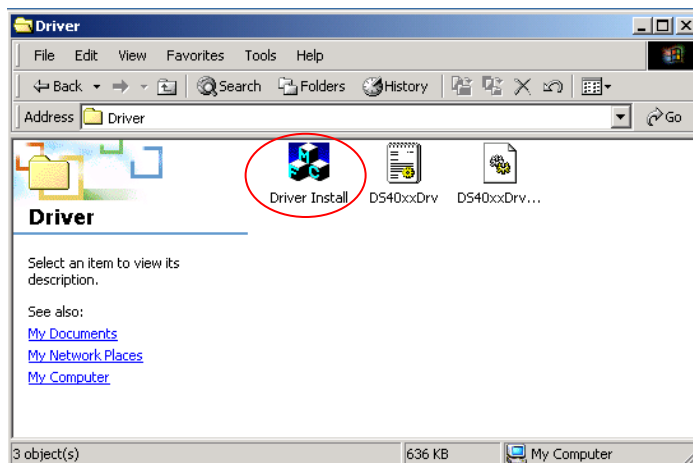 Driver
File Edit View Favorites Tools Help
Back Search Folders History
Address Driver Go
M F C
Driver Install DS40xxDrv DS40xxDrv...
Driver
Select an item to view its
description.
See also:
My Documents
My Network Places
My Computer
3 object(s) 636 KB My Computer